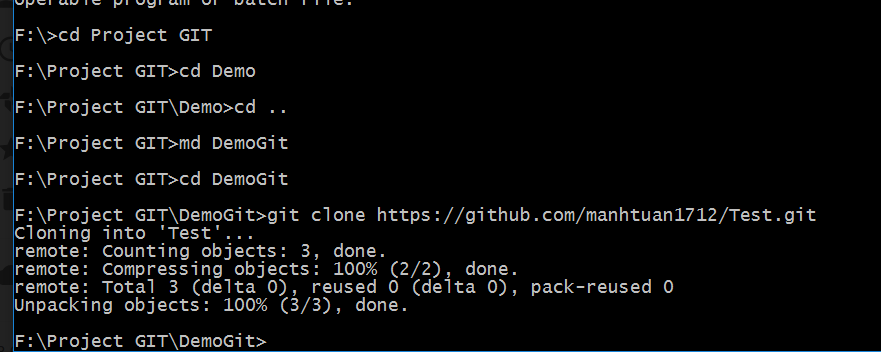 operable program or batch file.
F:\>cd Project GIT
F:\Project GIT>cd Demo
F:\Project GIT\Demo>cd ..
F:\Project GIT>md DemoGit
F:\Project GIT>cd DemoGit
F:\Project GIT\DemoGit>git clone https://github.com/manhtuan1712/Test.git
Cloning into 'Test'...
remote: Counting objects: 3, done.
remote: Compressing objects: 100% (2/2), done.
remote: Total 3 (delta 0), reused 0 (delta 0), pack-reused 0
Unpacking objects: 100% (3/3), done.
F:\Project GIT\DemoGit>